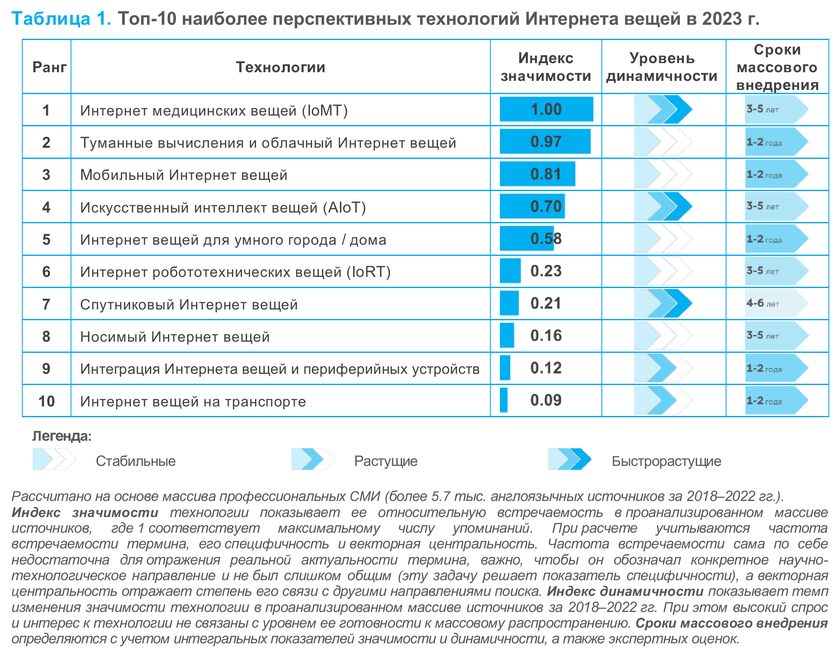 Таблица 1. Топ-10 наиболее перспективных технологий Интернета вещей в 2023 г.
Ранг Технологии Индекс значимости Уровень динамичности Сроки массового внедрения
1 Интернет медицинских вещей (IoMT) 1.00 3-5 лет
2 Туманные вычисления и облачный Интернет вещей 0.97 1-2 года
3 Мобильный Интернет вещей 0.81 1-2 года
4 Искусственный интеллект вещей (AIoT) 0.70 3-5 лет
5 Интернет вещей для умного города / дома 0.58 1-2 года
6 Интернет робототехнических вещей (IoRT) 0.23 3-5 лет
7 Спутниковый Интернет вещей 0.21 4-6 лет
8 Носимый Интернет вещей 0.16 3-5 лет
9 Интеграция Интернета вещей и периферийных устройств 0.12 1-2 года
10 Интернет вещей на транспорте 0.09 1-2 года
Легенда:
Стабильные Растущие Быстрорастущие
Рассчитано на основе массива профессиональных СМИ (более 5.7 тыс. англоязычных источников за 2018–2022 гг.).
Индекс значимости технологии показывает ее относительную встречаемость в проанализированном массиве
источников, где 1 соответствует максимальному числу упоминаний. При расчете учитываются частота
встречаемости термина, его специфичность и векторная центральность. Частота встречаемости сама по себе
недостаточна для отражения реальной актуальности термина, важно, чтобы он обозначал конкретное научно-
технологическое направление и не был слишком общим (эту задачу решает показатель специфичности), а векторная
центральность отражает степень его связи с другими направлениями поиска. Индекс динамичности показывает темп
изменения значимости технологии в проанализированном массиве источников за 2018–2022 гг. При этом высокий спрос
и интерес к технологии не связаны с уровнем ее готовности к массовому распространению. Сроки массового внедрения
определяются с учетом интегральных показателей значимости и динамичности, а также экспертных оценок.